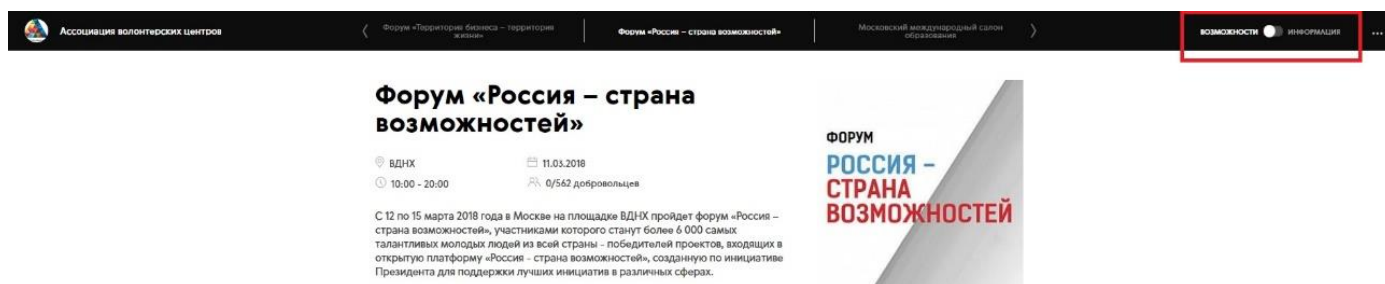 Ассоциация волонтерских центров
Форум «Территория бизнеса – территория
жизни»
Форум «Россия – страна возможностей»
Московский международный салон
образования
ВОЗМОЖНОСТИ ИНФОРМАЦИЯ ...
Форум «Россия – страна
возможностей»
ВДНХ
11.03.2018
10:00 - 20:00
0/562 добровольцев
С 12 по 15 марта 2018 года в Москве на площадке ВДНХ пройдет форум «Россия –
страна возможностей», участниками которого станут более 6 000 самых
талантливых молодых людей из всей страны - победителей проектов, входящих в
открытую платформу «Россия - страна возможностей», созданную по инициативе
Президента для поддержки лучших инициатив в различных сферах.
ФОРУМ
РОССИЯ –
СТРАНА
ВОЗМОЖНОСТЕЙ